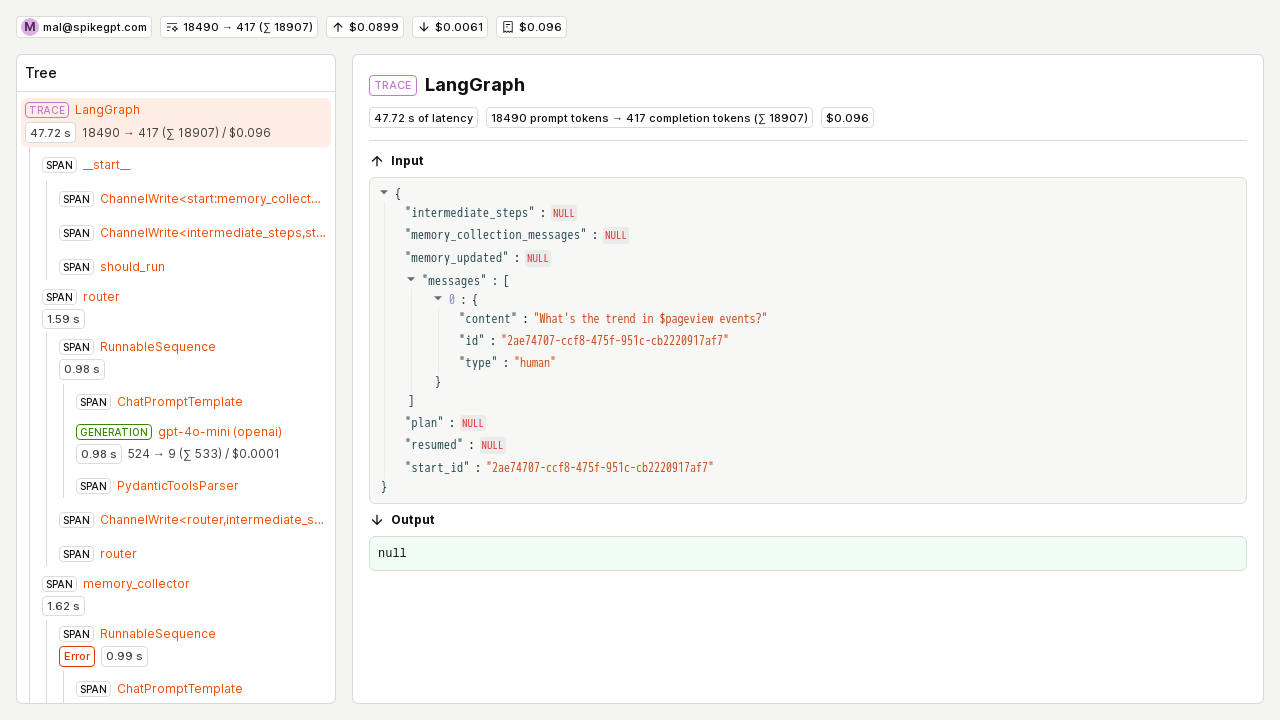 M mal@spikegpt.com 18490 → 417 (∑ 18907) $0.0899 $0.0061 $0.096
Tree
TRACE LangGraph
47.72 s 18490 → 417 (∑ 18907) / $0.096
SPAN __start__
SPAN ChannelWrite<start:memory_collect...
SPAN ChannelWrite<intermediate_steps,st...
SPAN should_run
SPAN router
1.59 s
SPAN RunnableSequence
0.98 s
SPAN ChatPromptTemplate
GENERATION gpt-4o-mini (openai)
0.98 s 524 → 9 (∑ 533) / $0.0001
SPAN PydanticToolsParser
SPAN ChannelWrite<router,intermediate_s...
SPAN router
SPAN memory_collector
1.62 s
SPAN RunnableSequence
Error 0.99 s
SPAN ChatPromptTemplate
TRACE LangGraph
47.72 s of latency 18490 prompt tokens → 417 completion tokens (∑ 18907) $0.096
Input
{
"intermediate_steps" : NULL
"memory_collection_messages" : NULL
"memory_updated" : NULL
"messages" : [
0 : {
"content" : "What's the trend in $pageview events?"
"id" : "2ae74707-ccf8-475f-951c-cb2220917af7"
"type" : "human"
}
]
"plan" : NULL
"resumed" : NULL
"start_id" : "2ae74707-ccf8-475f-951c-cb2220917af7"
}
Output
null